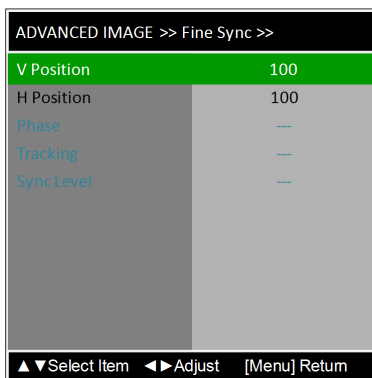 ADVANCED IMAGE >> Fine Sync >>
V Position 100
H Position 100
Phase ---
Tracking ---
Sync Level ---
▲▼Select Item ◄►Adjust [Menu] Return